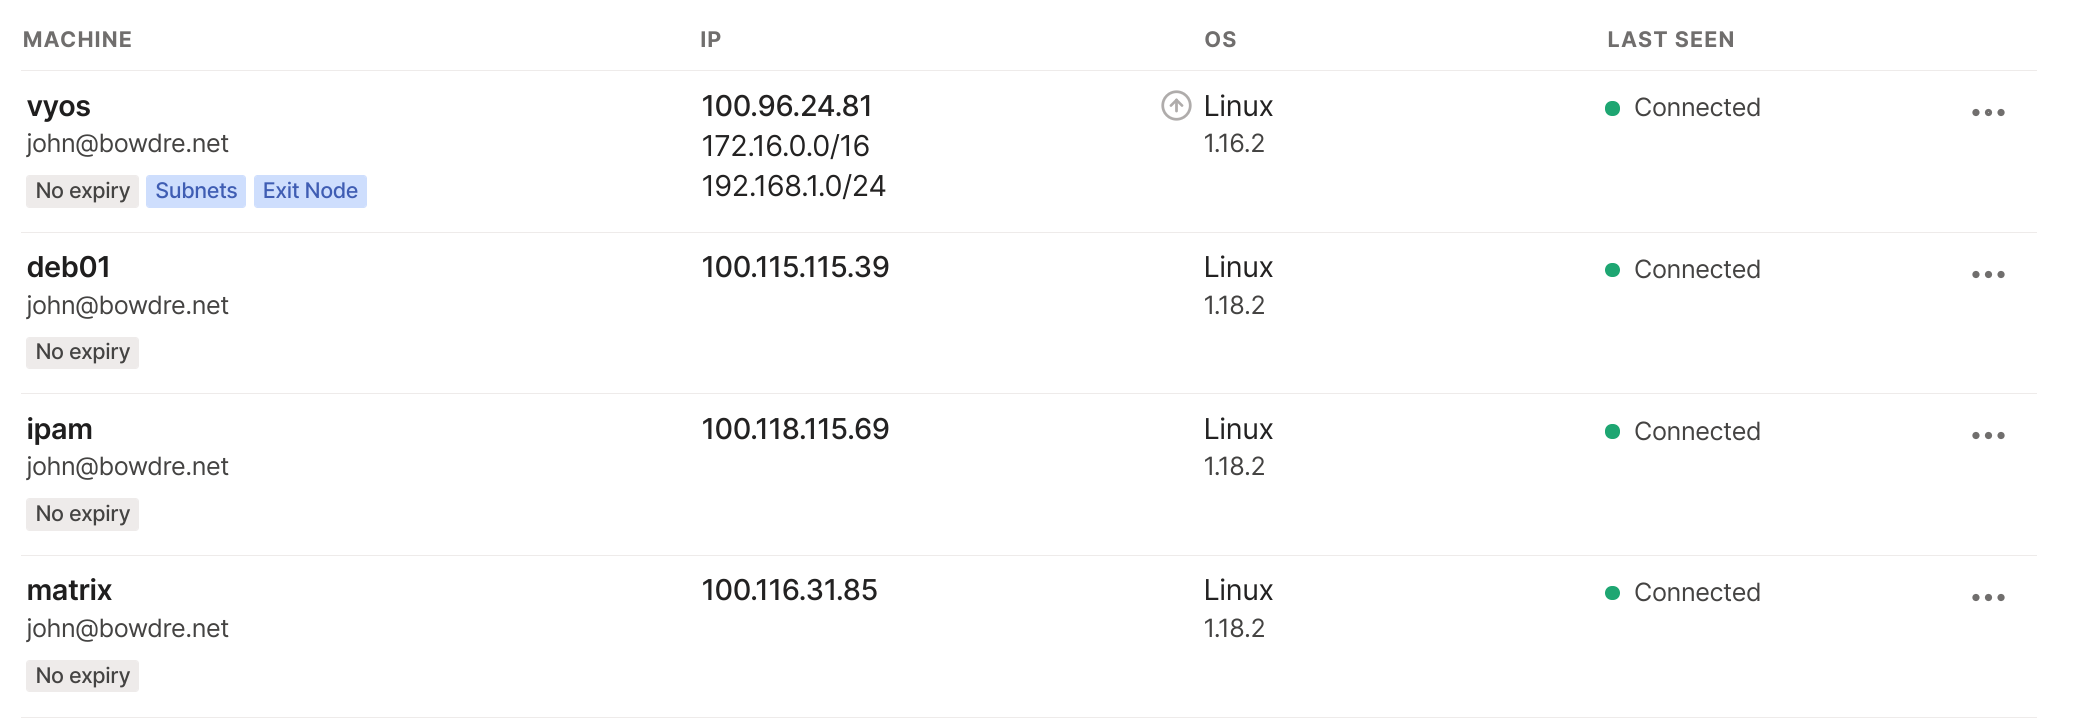 MACHINE IP OS LAST SEEN
vyos 100.96.24.81 Linux Connected
john@bowdre.net 172.16.0.0/16 1.16.2
No expiry Subnets Exit Node 192.168.1.0/24
deb01 100.115.115.39 Linux Connected
john@bowdre.net 1.18.2
No expiry
ipam 100.118.115.69 Linux Connected
john@bowdre.net 1.18.2
No expiry
matrix 100.116.31.85 Linux Connected
john@bowdre.net 1.18.2
No expiry